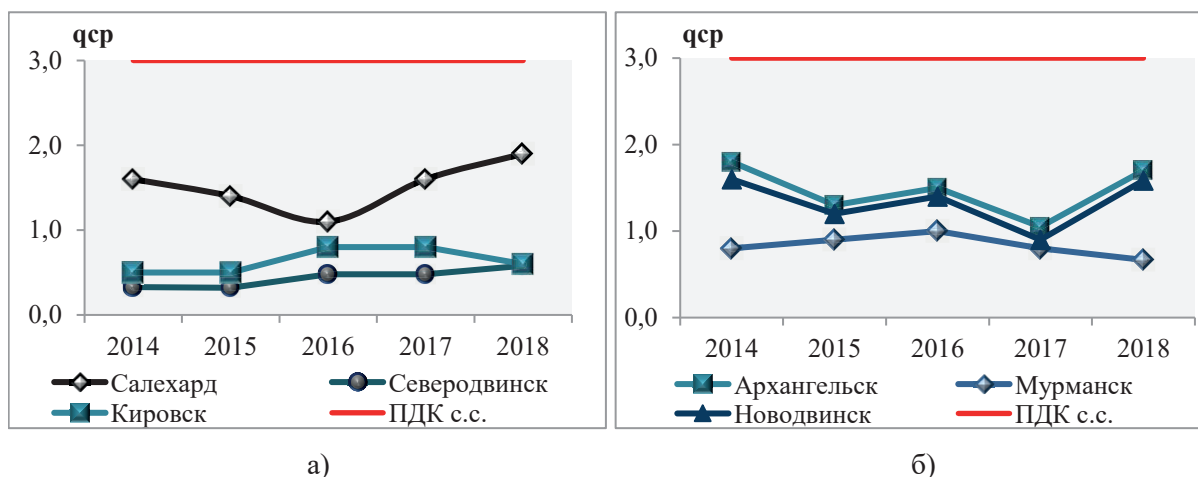 qcp
3,0
2,0
1,0
0,0
2014 2015 2016 2017 2018
Салехард Северодвинск
Кировск ПДК с.с.
а)
qcp
3,0
2,0
1,0
0,0
2014 2015 2016 2017 2018
Архангельск Мурманск
Новодвинск ПДК с.с.
б)